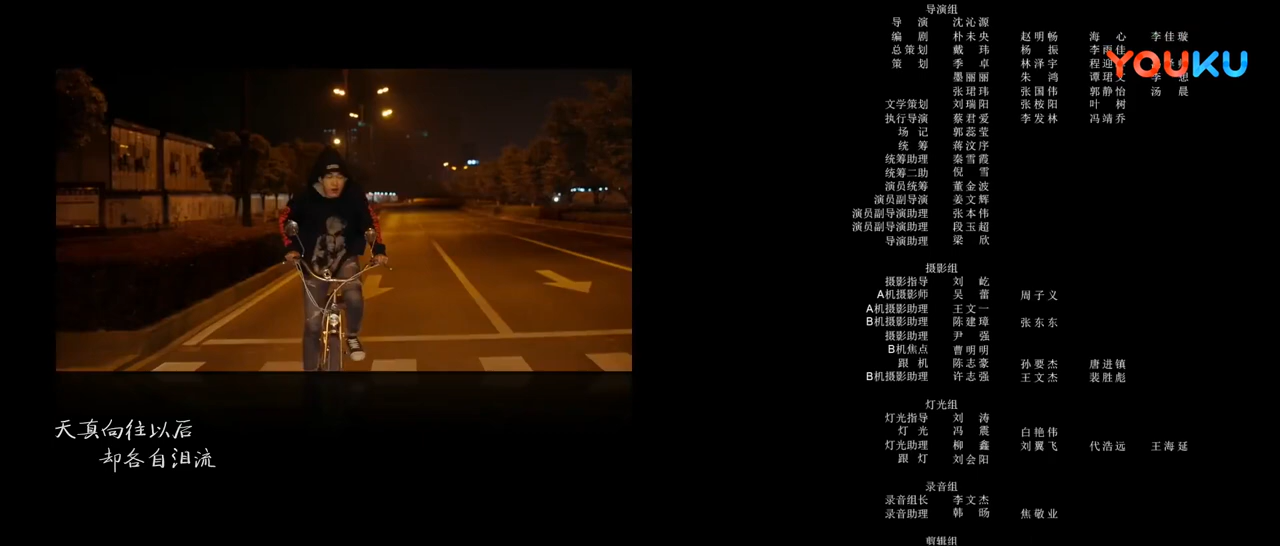 导演组
导 演 沈沁源
编 剧 朴未央 赵明畅 海 心 李佳璇
总策划 戴 玮 杨 振 李雨佳
策 划 季 卓 林泽宇 程迎
墨丽丽 朱 鸿 谭珺文 李 想
张珺玮 张国伟 郭静怡 汤 晨
文学策划 刘瑞阳 张桉阳 叶 树
执行导演 蔡君爱 李发林 冯靖乔
场 记 郭蕊莹
统 筹 蒋汶序
统筹助理 秦雪霞
统筹二助 倪 雪
演员统筹 董金波
演员副导演 姜文辉
演员副导演助理 张本伟
演员副导演助理 段玉超
导演助理 梁 欣
摄影组
摄影指导 刘 屹
A机摄影师 吴 蕾 周子义
A机摄影助理 王文一
B机摄影助理 陈建璋 张东东
摄影助理 尹 强
B机焦点 曹明明
跟 机 陈志豪 孙要杰 唐进镇
B机摄影助理 许志强 王文杰 裴胜彪
灯光组
灯光指导 刘 涛
灯 光 冯 震 白艳伟
灯光助理 柳 鑫 刘翼飞 代浩远 王海延
跟 灯 刘会阳
录音组
录音组长 李文杰
录音助理 韩 旸 焦敬业
剪辑组
YOUKU
天真向往以后
却各自泪流